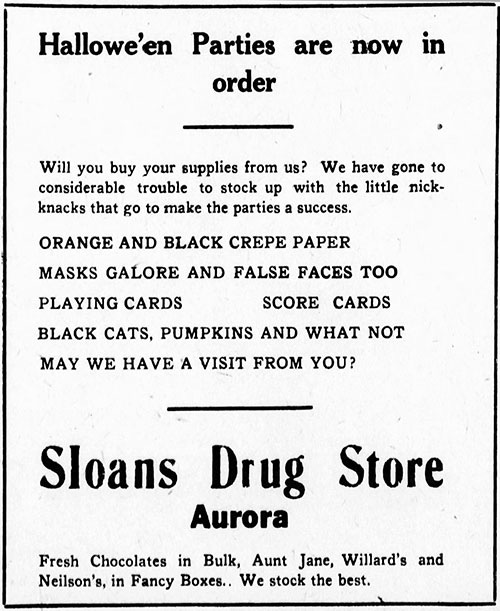 Hallowe'en Parties are now in
order
Will you buy your supplies from us? We have gone to
considerable trouble to stock up with the little nick-
knacks that go to make the parties a success.
ORANGE AND BLACK CREPE PAPER
MASKS GALORE AND FALSE FACES TOO
PLAYING CARDS SCORE CARDS
BLACK CATS, PUMPKINS AND WHAT NOT
MAY WE HAVE A VISIT FROM YOU?
Sloans Drug Store
Aurora
Fresh Chocolates in Bulk, Aunt Jane, Willard's and
Neilson's, in Fancy Boxes.. We stock the best.